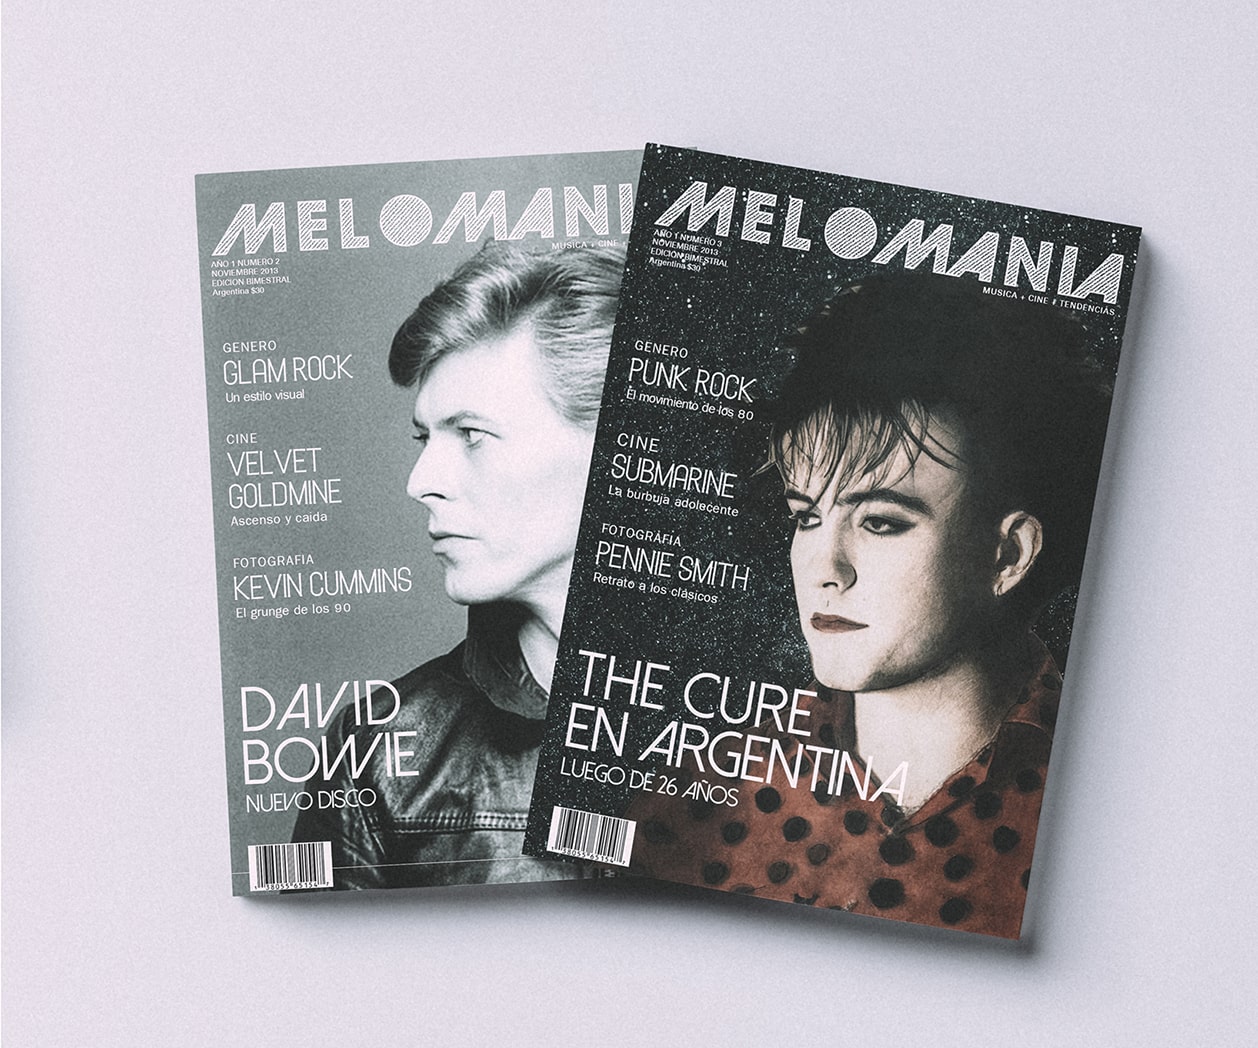 MELOMANIA
MUSICA + CINE
AÑO 1 NUMERO 2
NOVIEMBRE 2013
EDICION BIMESTRAL
Argentina $30
GENERO
GLAM ROCK
Un estilo visual
CINE
VELVET
GOLDMINE
Ascenso y caida
FOTOGRAFIA
KEVIN CUMMINS
El grunge de los 90
DAVID
BOWIE
NUEVO DISCO
MELOMANIA
MUSICA + CINE + TENDENCIAS
AÑO 1 NUMERO 3
NOVIEMBRE 2013
EDICION BIMESTRAL
Argentina $30
GENERO
PUNK ROCK
El movimiento de los 80
CINE
SUBMARINE
La burbuja adolecente
FOTOGRAFIA
PENNIE SMITH
Retrato a los clásicos
THE CURE
EN ARGENTINA
LUEGO DE 26 AÑOS